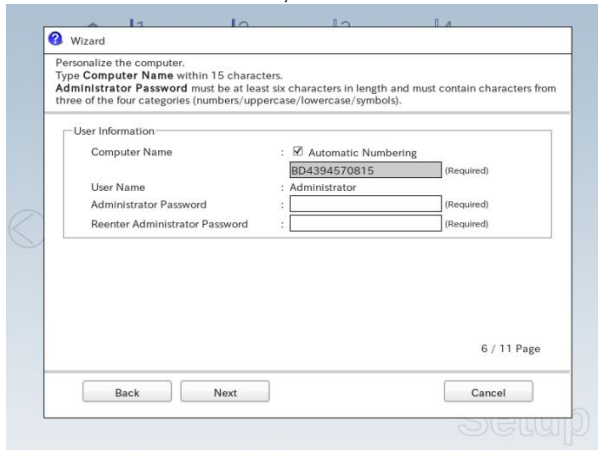 Wizard
Personalize the computer.
Type Computer Name within 15 characters.
Administrator Password must be at least six characters in length and must contain characters from
three of the four categories (numbers/uppercase/lowercase/symbols).
User Information
Computer Name : Automatic Numbering
BD4394570815 (Required)
User Name : Administrator
Administrator Password : (Required)
Reenter Administrator Password : (Required)
6 / 11 Page
Back Next Cancel
Setup